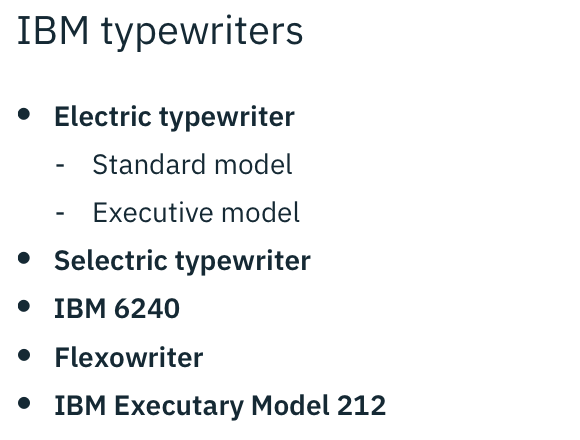 IBM typewriters
• Electric typewriter
- Standard model
- Executive model
• Selectric typewriter
• IBM 6240
• Flexowriter
• IBM Executary Model 212